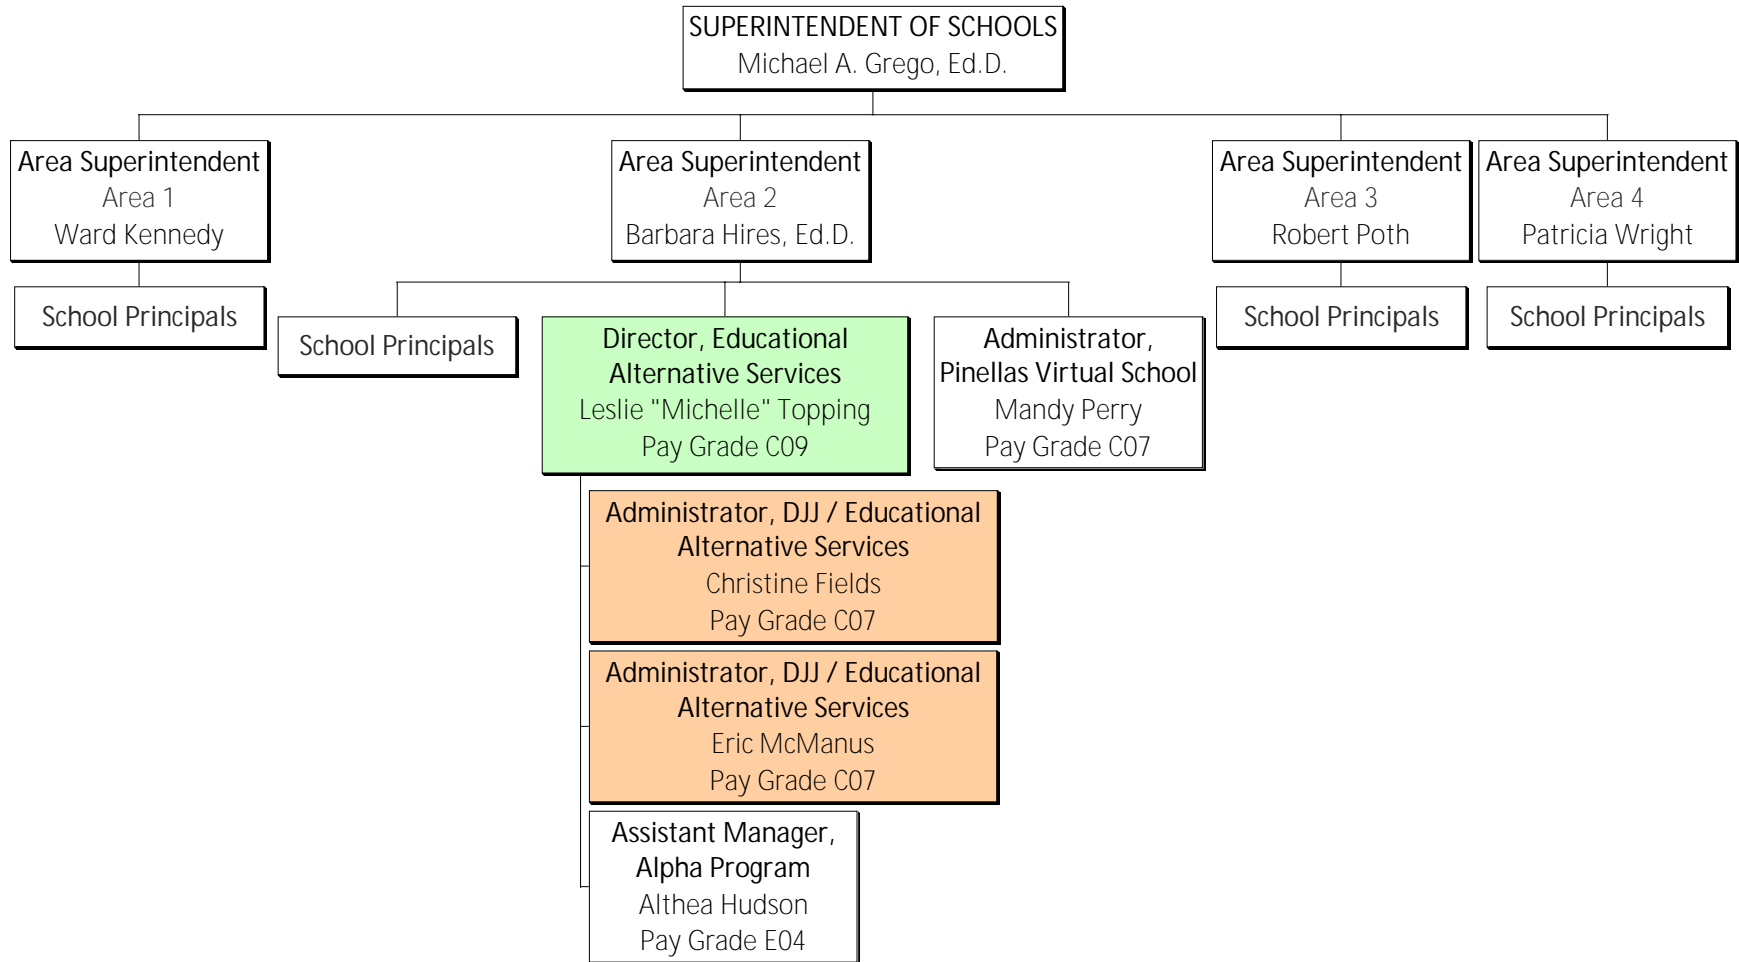 SUPERINTENDENT OF SCHOOLS
Michael A. Grego, Ed.D.
Area Superintendent
Area 1
Ward Kennedy
School Principals
Area Superintendent
Area 2
Barbara Hires, Ed.D.
School Principals
Director, Educational
Alternative Services
Leslie "Michelle" Topping
Pay Grade C09
Administrator, DJJ / Educational
Alternative Services
Christine Fields
Pay Grade C07
Administrator, DJJ / Educational
Alternative Services
Eric McManus
Pay Grade C07
Assistant Manager,
Alpha Program
Althea Hudson
Pay Grade E04
Administrator,
Pinellas Virtual School
Mandy Perry
Pay Grade C07
Area Superintendent
Area 3
Robert Poth
School Principals
Area Superintendent
Area 4
Patricia Wright
School Principals